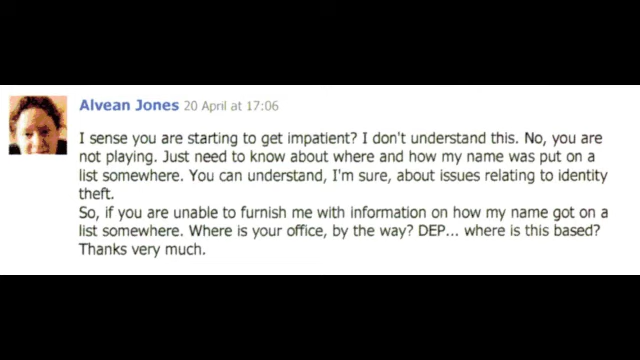 Alvean Jones 20 April at 17:06
I sense you are starting to get impatient? I don't understand this. No, you are
not playing. Just need to know about where and how my name was put on a
list somewhere. You can understand, I'm sure, about issues relating to identity
theft.
So, if you are unable to furnish me with information on how my name got on a
list somewhere. Where is your office, by the way? DEP... where is this based?
Thanks very much.